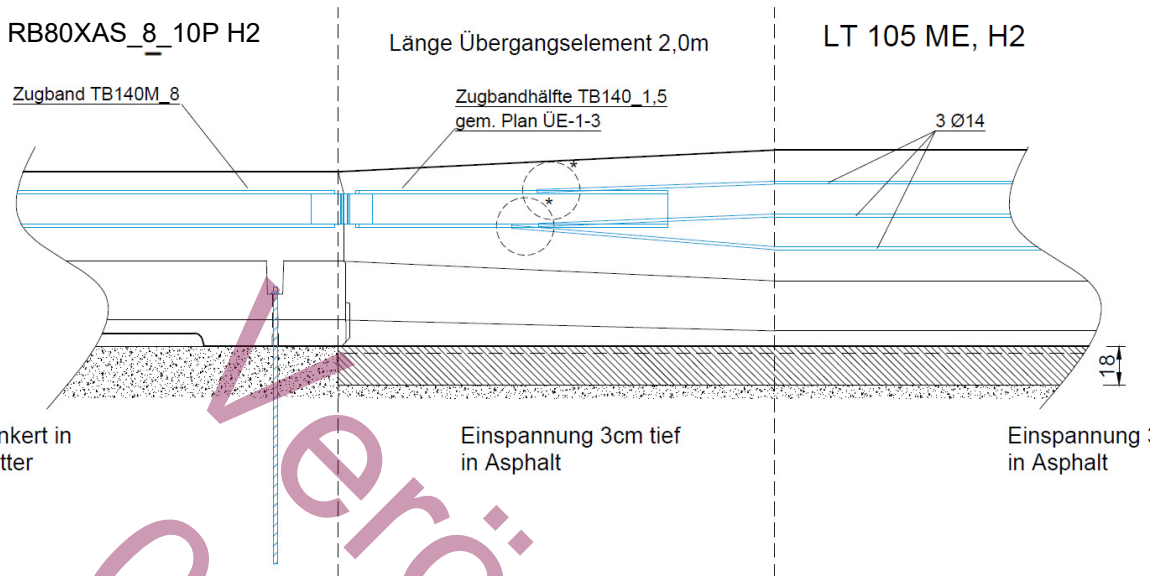 RB80XAS_8_10P H2
Länge Übergangselement 2,0m
LT 105 ME, H2
Zugband TB140M_8
Zugbandhälfte TB140_1,5
gem. Plan ÜE-1-3
3 Ø14
*
*
18
nkert in
tter
Einspannung 3cm tief
in Asphalt
Einspannung 3
in Asphalt
Verö